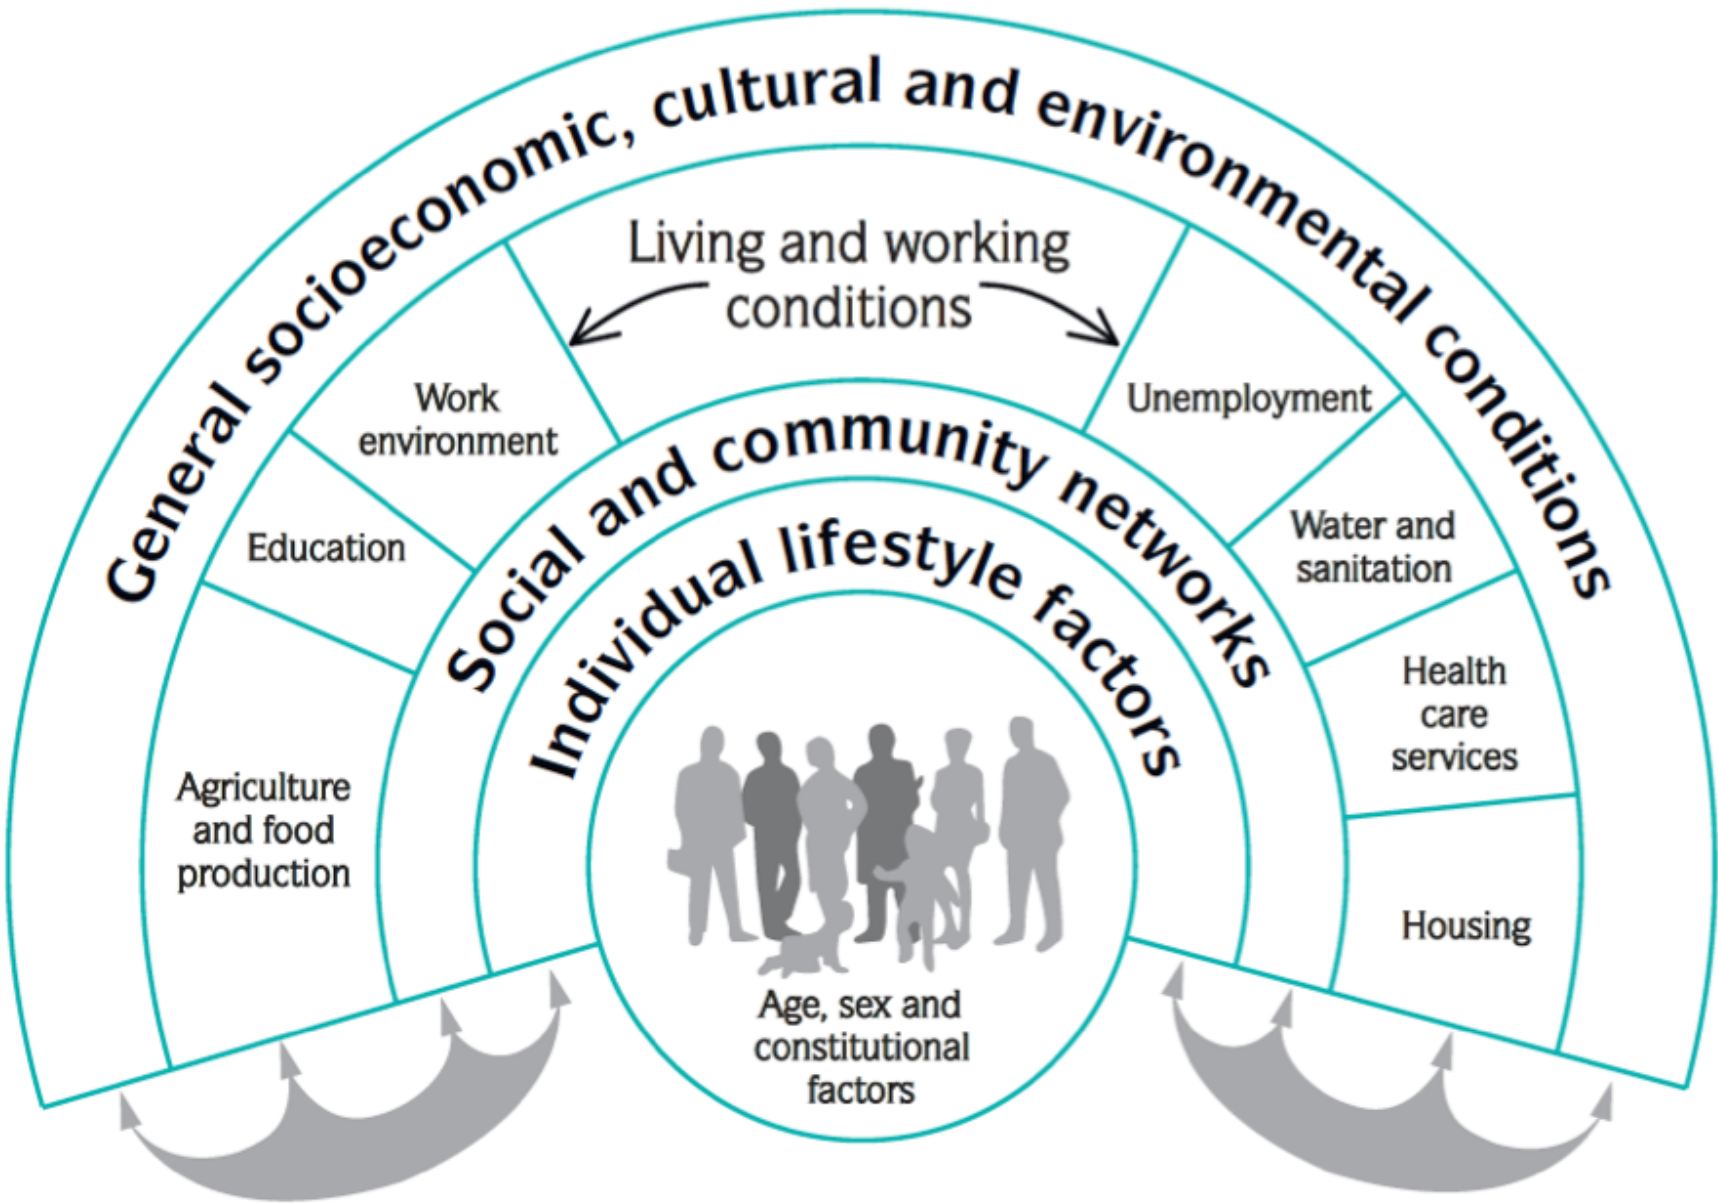 General socioeconomic, cultural and environmental conditions
Living and working
conditions
Work
environment
Unemployment
Education
Water and
sanitation
Agriculture
and food
production
Health
care
services
Housing
Social and community networks
Individual lifestyle factors
Age, sex and
constitutional
factors